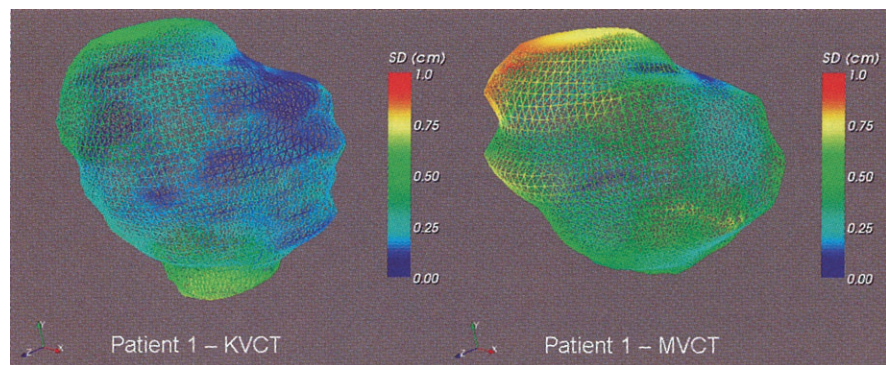 SD (cm)
1.0
0.75
0.50
0.25
0.00
Y
Z X
Patient 1 – KVCT
SD (cm)
1.0
0.75
0.50
0.25
0.00
Y
Z X
Patient 1 – MVCT